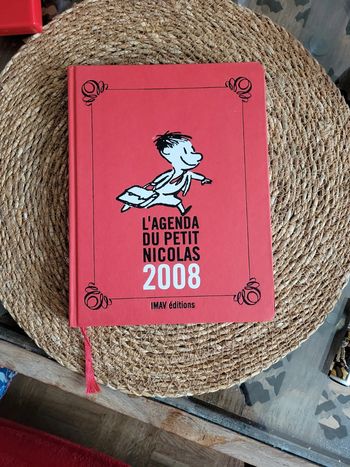 L'AGENDA
DU PETIT
NICOLAS
2008
IMAV éditions